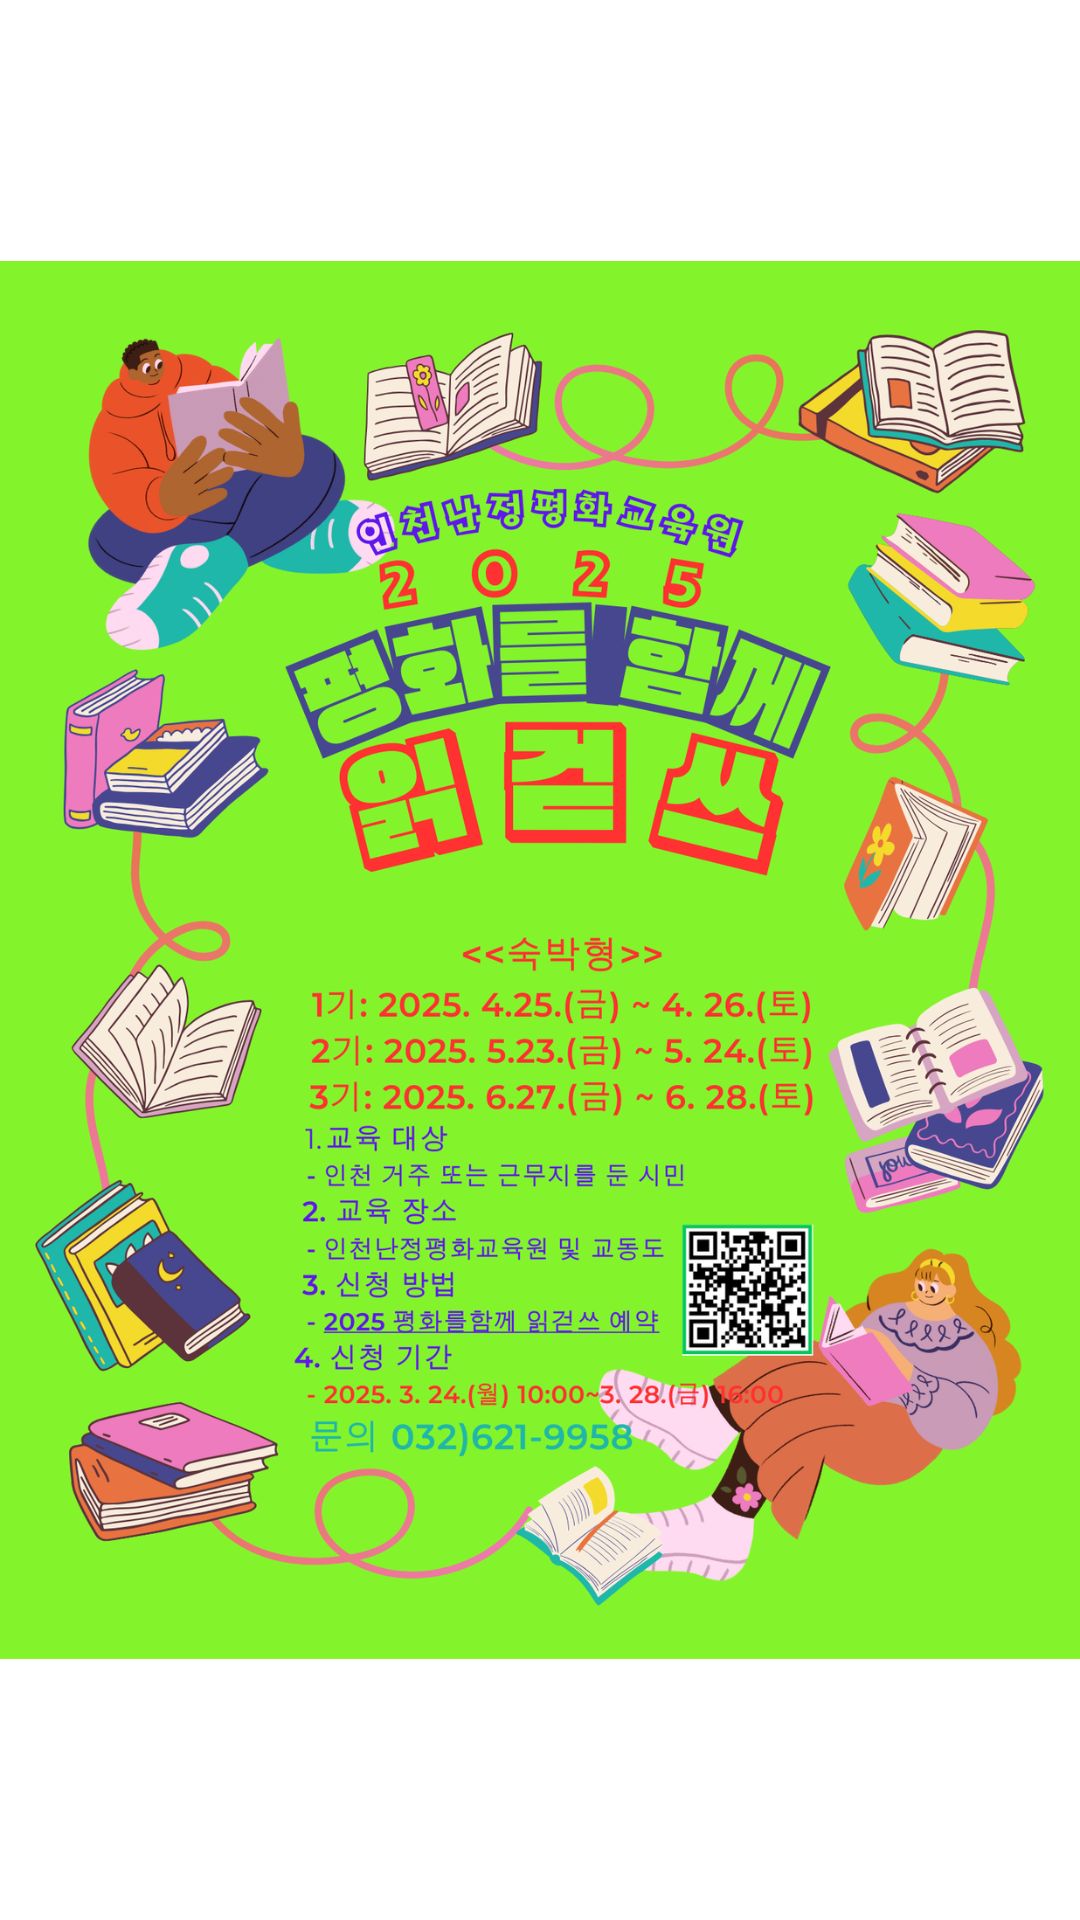 인천난정평화교육원
2025
평화를 함께
읽걷쓰
<<숙박형>>
1기: 2025. 4.25.(금) ~ 4. 26.(토)
2기: 2025. 5.23.(금) ~ 5. 24.(토)
3기: 2025. 6.27.(금) ~ 6. 28.(토)
1. 교육 대상
- 인천 거주 또는 근무지를 둔 시민
2. 교육 장소
- 인천난정평화교육원 및 교동도
3. 신청 방법
- 2025 평화를함께 읽걷쓰 예약
4. 신청 기간
- 2025. 3. 24.(월) 10:00~3. 28.(금) 16:00
문의 032)621-9958